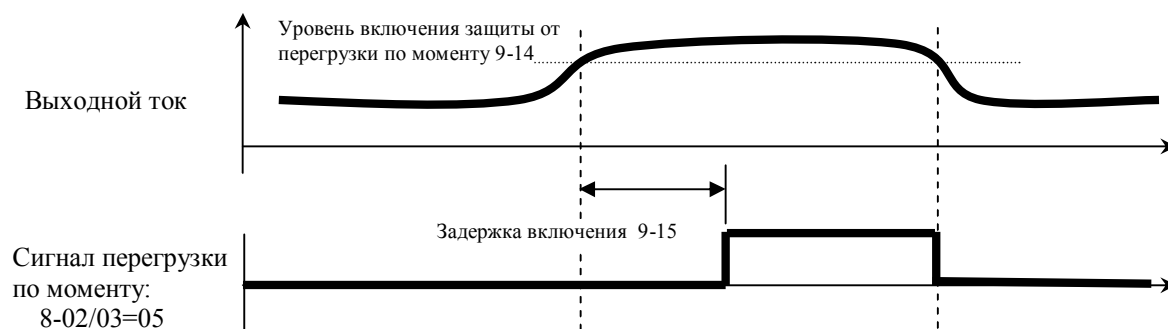 Уровень включения защиты от
перегрузки по моменту 9-14
Выходной ток
Задержка включения 9-15
Сигнал перегрузки
по моменту:
8-02/03=05